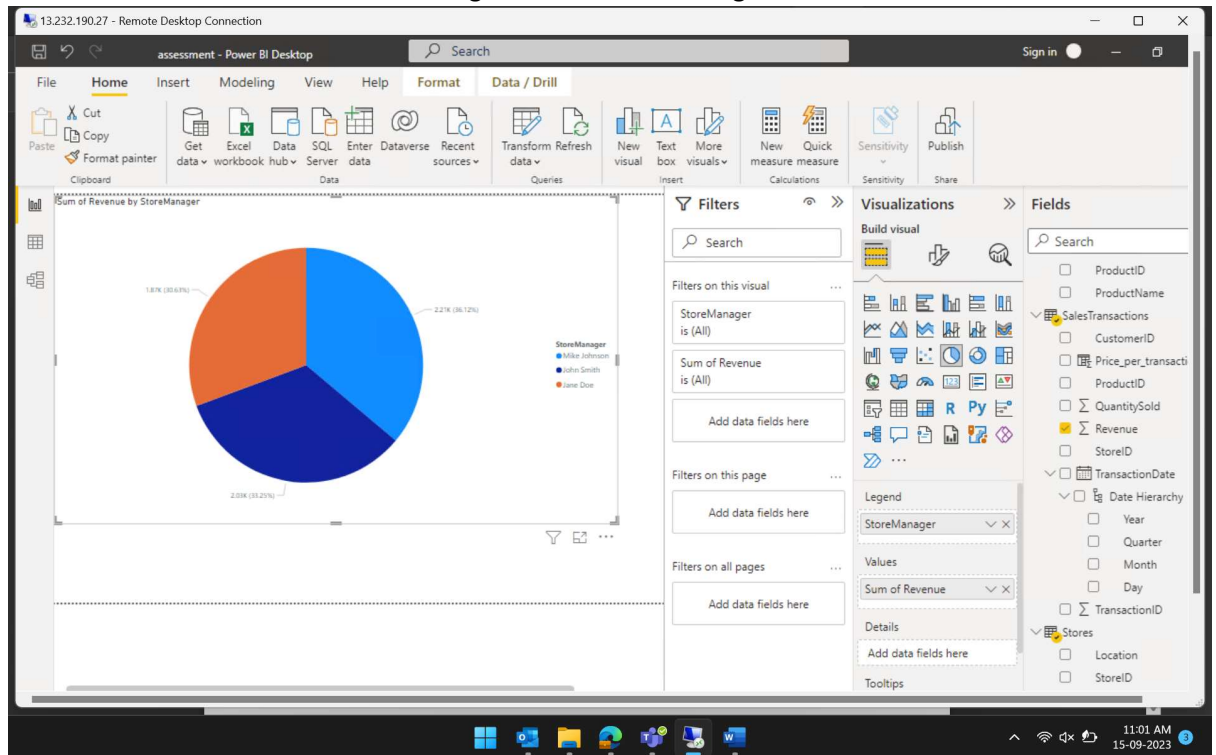 13.232.190.27 - Remote Desktop Connection
assessment - Power BI Desktop
Search
Sign in
File Home Insert Modeling View Help Format Data / Drill
Paste
Cut
Copy
Format painter
Clipboard
Get data
Excel workbook
Data hub
SQL Server
Enter data
Dataverse
Recent sources
Data
Transform data
Refresh
Queries
New visual
Text box
More visuals
Insert
New measure
Quick measure
Calculations
Sensitivity
Sensitivity
Publish
Share
Sum of Revenue by StoreManager
1.87K (30.63%)
2.21K (36.12%)
2.03K (33.25%)
StoreManager
Mike Johnson
John Smith
Jane Doe
Filters
Search
Filters on this visual ...
StoreManager
is (All)
Sum of Revenue
is (All)
Add data fields here
Filters on this page ...
Add data fields here
Filters on all pages ...
Add data fields here
Visualizations
Build visual
123
R Py
...
Legend
StoreManager
Values
Sum of Revenue
Details
Add data fields here
Tooltips
Fields
Search
ProductID
ProductName
SalesTransactions
CustomerID
Price_per_transacti
ProductID
∑ QuantitySold
∑ Revenue
StoreID
TransactionDate
Date Hierarchy
Year
Quarter
Month
Day
∑ TransactionID
Stores
Location
StoreID
11:01 AM
15-09-2023
3